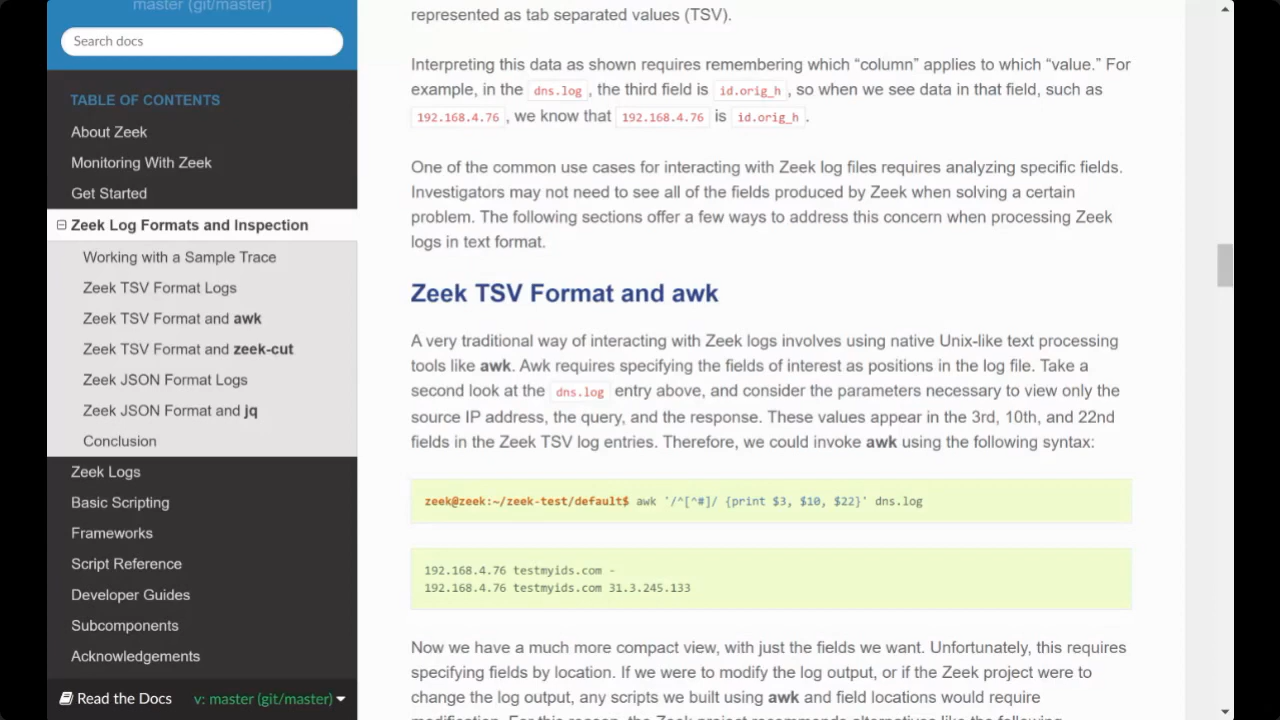 master (git/master)
Search docs
TABLE OF CONTENTS
About Zeek
Monitoring With Zeek
Get Started
Zeek Log Formats and Inspection
Working with a Sample Trace
Zeek TSV Format Logs
Zeek TSV Format and awk
Zeek TSV Format and zeek-cut
Zeek JSON Format Logs
Zeek JSON Format and jq
Conclusion
Zeek Logs
Basic Scripting
Frameworks
Script Reference
Developer Guides
Subcomponents
Acknowledgements
Read the Docs v: master (git/master)
represented as tab separated values (TSV).
Interpreting this data as shown requires remembering which “column” applies to which “value.” For
example, in the dns.log , the third field is id.orig_h , so when we see data in that field, such as
192.168.4.76 , we know that 192.168.4.76 is id.orig_h .
One of the common use cases for interacting with Zeek log files requires analyzing specific fields.
Investigators may not need to see all of the fields produced by Zeek when solving a certain
problem. The following sections offer a few ways to address this concern when processing Zeek
logs in text format.
Zeek TSV Format and awk
A very traditional way of interacting with Zeek logs involves using native Unix-like text processing
tools like awk. Awk requires specifying the fields of interest as positions in the log file. Take a
second look at the dns.log entry above, and consider the parameters necessary to view only the
source IP address, the query, and the response. These values appear in the 3rd, 10th, and 22nd
fields in the Zeek TSV log entries. Therefore, we could invoke awk using the following syntax:
zeek@zeek:~/zeek-test/default$ awk '/^[^#]/ {print $3, $10, $22}' dns.log
192.168.4.76 testmyids.com -
192.168.4.76 testmyids.com 31.3.245.133
Now we have a much more compact view, with just the fields we want. Unfortunately, this requires
specifying fields by location. If we were to modify the log output, or if the Zeek project were to
change the log output, any scripts we built using awk and field locations would require
modification. For this reason, the Zeek project recommends alternatives like the following